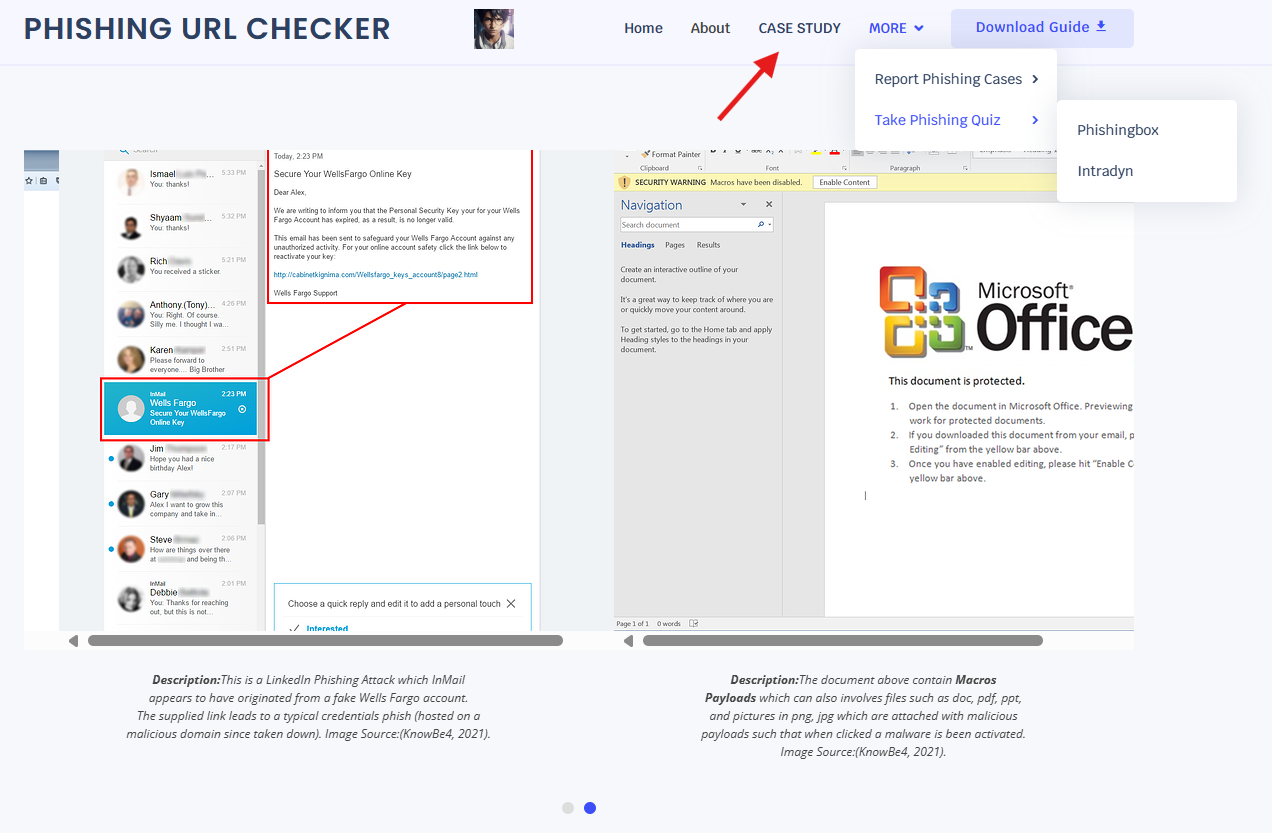 PHISHING URL CHECKER
Home
About
CASE STUDY
MORE
Download Guide
Report Phishing Cases
Take Phishing Quiz
Phishingbox
Intradyn
Ismael
5:33 PM
You: thanks!
Shyaam
5:32 PM
You: thanks!
Rich
5:21 PM
You received a sticker
Anthony.(Tony)...
4:26 PM
You: Right. Of course.
Silly me. I thought I wa...
Karen
2:51 PM
Please forward to
everyone.... Big Brother
InMail
2:23 PM
Wells Fargo
Secure Your WellsFargo
Online Key
Jim
2:17 PM
Hope you had a nice
birthday Alex!
Gary
2:07 PM
Alex I want to grow this
company and take in...
Steve
2:06 PM
How are things over there
at and being th...
InMail
2:01 PM
Debbie
You: Thanks for reaching
out, but this is not...
Today, 2:23 PM
Secure Your WellsFargo Online Key
Dear Alex,
We are writing to inform you that the Personal Security Key your for your Wells
Fargo Account has expired, as a result, is no longer valid.
This email has been sent to safeguard your Wells Fargo Account against any
unauthorized activity. For your online account safety click the link below to
reactivate your key:
http://cabinetkignima.com/Wellsfargo_keys_account8/page2.html
Wells Fargo Support
Choose a quick reply and edit it to add a personal touch
Interested
Format Painter
Clipboard
Font
Paragraph
SECURITY WARNING Macros have been disabled.
Enable Content
Navigation
Search document
Headings Pages Results
Create an interactive outline of your
document.
It's a great way to keep track of where you are
or quickly move your content around.
To get started, go to the Home tab and apply
Heading styles to the headings in your
document.
Microsoft®
Office
TM
This document is protected.
1. Open the document in Microsoft Office. Previewing
work for protected documents.
2. If you downloaded this document from your email, p
Editing” from the yellow bar above.
3. Once you have enabled editing, please hit “Enable C
yellow bar above.
Page 1 of 1 0 words
Description:This is a LinkedIn Phishing Attack which InMail
appears to have originated from a fake Wells Fargo account.
The supplied link leads to a typical credentials phish (hosted on a
malicious domain since taken down). Image Source:(KnowBe4, 2021).
Description:The document above contain Macros
Payloads which can also involves files such as doc, pdf, ppt,
and pictures in png, jpg which are attached with malicious
payloads such that when clicked a malware is been activated.
Image Source:(KnowBe4, 2021).